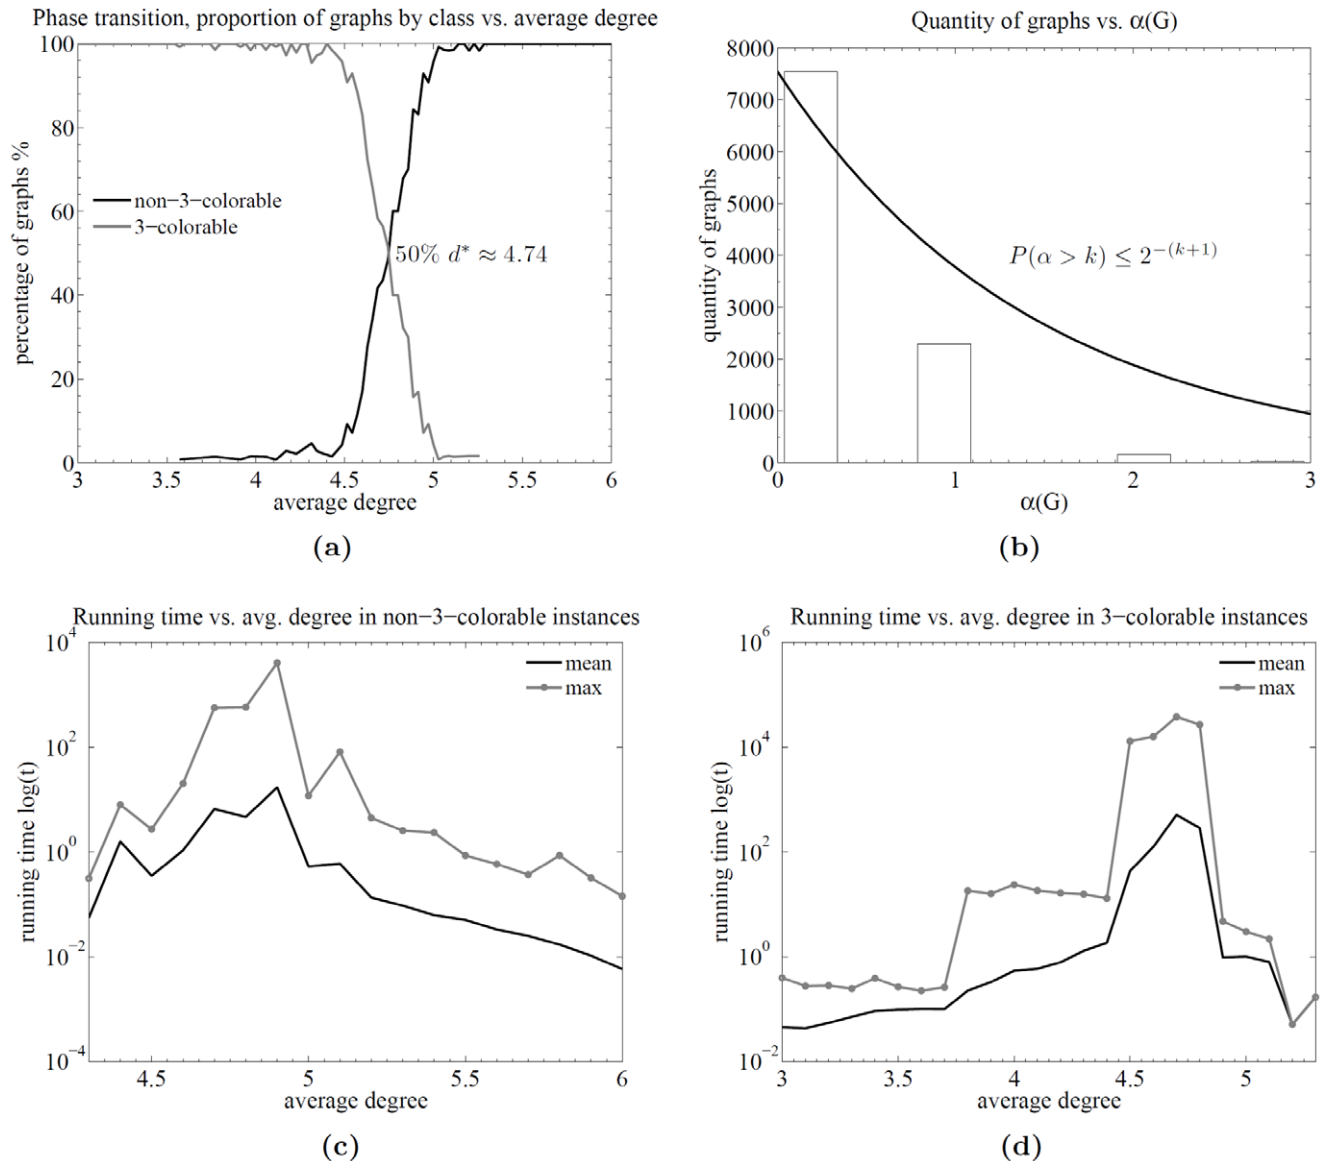 Phase transition, proportion of graphs by class vs. average degree
100
80
60
40
20
0
percentage of graphs %
non−3−colorable
3−colorable
50% d* ≈ 4.74
3 3.5 4 4.5 5 5.5 6
average degree
(a)
Quantity of graphs vs. α(G)
8000
7000
6000
5000
4000
3000
2000
1000
0
quantity of graphs
P(α > k) ≤ 2^{−(k+1)}
0 1 2 3
α(G)
(b)
Running time vs. avg. degree in non−3−colorable instances
10^4
10^2
10^0
10^{−2}
10^{−4}
running time log(t)
mean
max
4.5 5 5.5 6
average degree
(c)
Running time vs. avg. degree in 3−colorable instances
10^6
10^4
10^2
10^0
10^{−2}
running time log(t)
mean
max
3 3.5 4 4.5 5
average degree
(d)